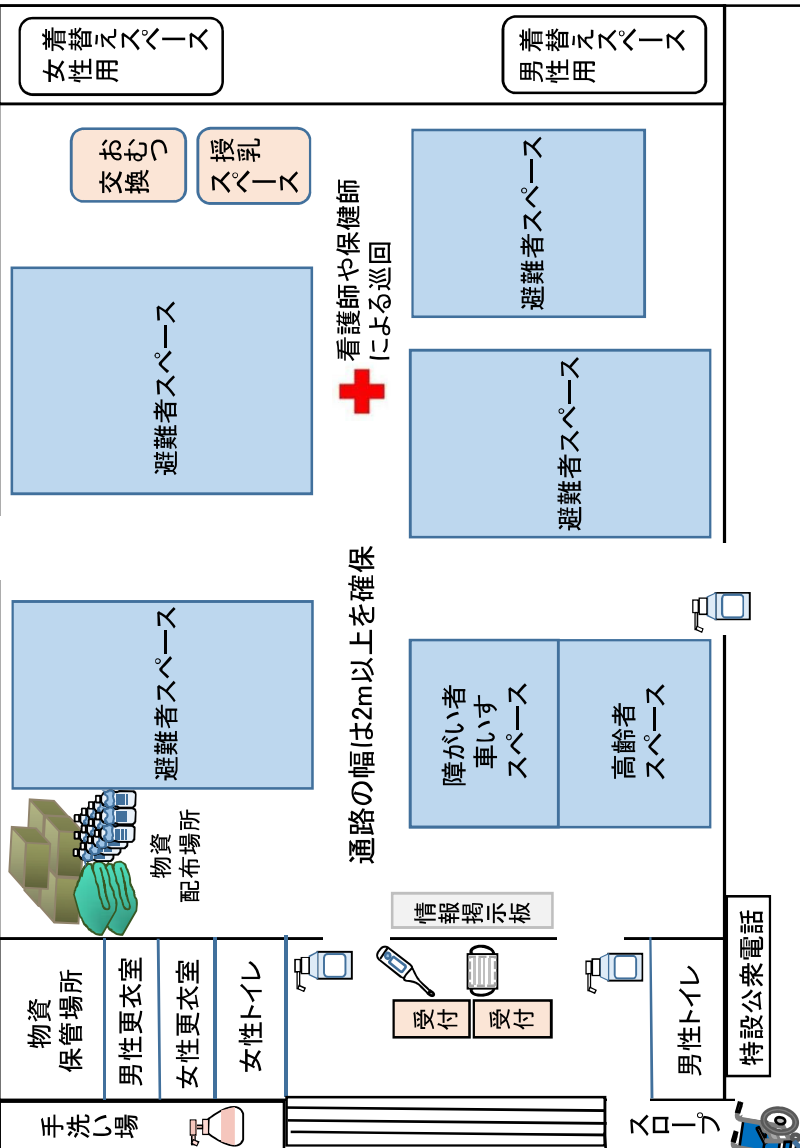 物資
保管場所
男性更衣室
女性更衣室
女性トイレ
手洗い場
物資
配布場所
避難者スペース
避難者スペース
おむつ
交換
授乳
スペース
着替えスペース
女性用
受付
受付
情報掲示板
通路の幅は2m以上を確保
看護師や保健師
による巡回
障がい者
車いす
スペース
高齢者
スペース
避難者スペース
避難者スペース
着替えスペース
男性用
スロープ
男性トイレ
特設公衆電話